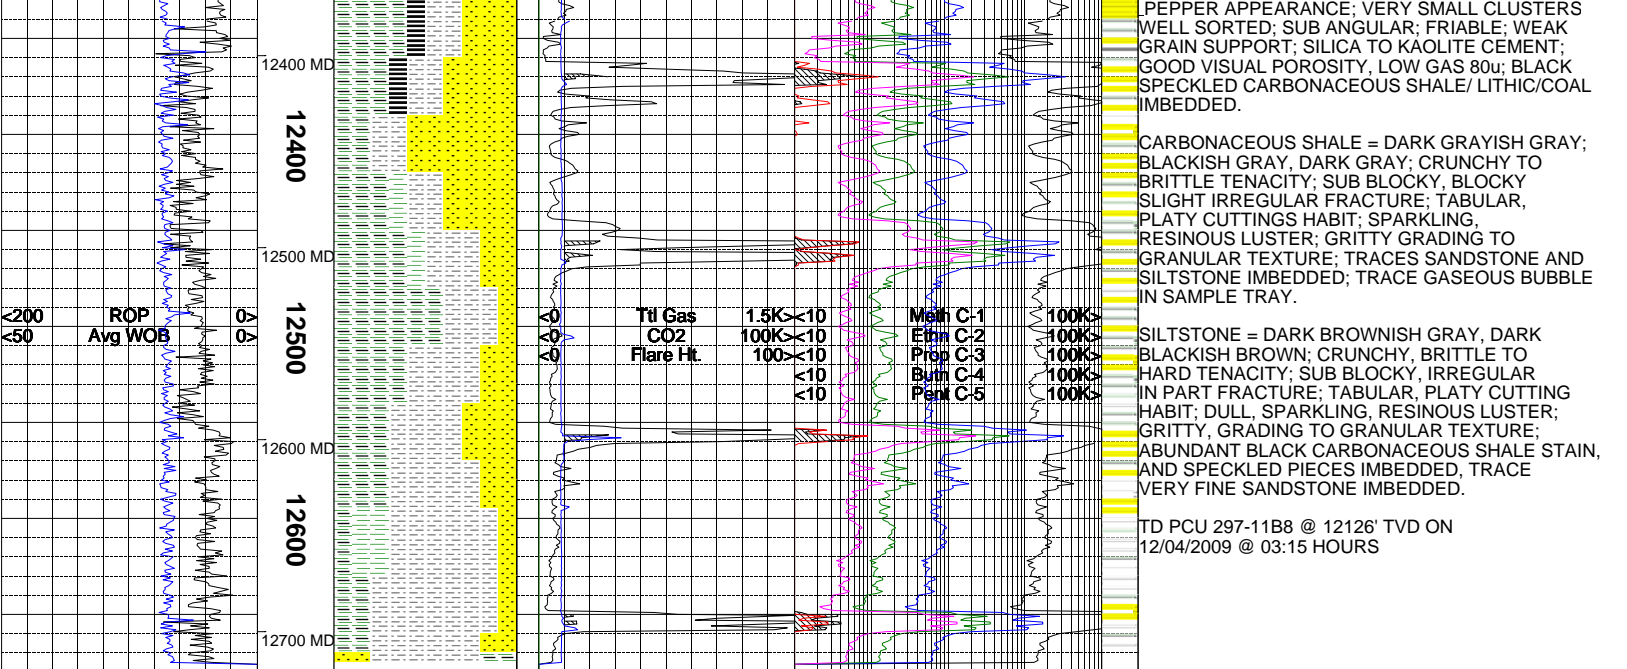 _PEPPER APPEARANCE; VERY SMALL CLUSTERS
WELL SORTED; SUB ANGULAR; FRIABLE; WEAK
GRAIN SUPPORT; SILICA TO KAOLITE CEMENT;
GOOD VISUAL POROSITY, LOW GAS 80u; BLACK
SPECKLED CARBONACEOUS SHALE/ LITHIC/COAL
IMBEDDED.
CARBONACEOUS SHALE = DARK GRAYISH GRAY;
BLACKISH GRAY, DARK GRAY; CRUNCHY TO
BRITTLE TENACITY; SUB BLOCKY, BLOCKY
SLIGHT IRREGULAR FRACTURE; TABULAR,
PLATY CUTTINGS HABIT; SPARKLING,
RESINOUS LUSTER; GRITTY GRADING TO
GRANULAR TEXTURE; TRACES SANDSTONE AND
SILTSTONE IMBEDDED; TRACE GASEOUS BUBBLE
IN SAMPLE TRAY.
SILTSTONE = DARK BROWNISH GRAY, DARK
BLACKISH BROWN; CRUNCHY, BRITTLE TO
HARD TENACITY; SUB BLOCKY, IRREGULAR
IN PART FRACTURE; TABULAR, PLATY CUTTING
HABIT; DULL, SPARKLING, RESINOUS LUSTER;
GRITTY, GRADING TO GRANULAR TEXTURE;
ABUNDANT BLACK CARBONACEOUS SHALE STAIN,
AND SPECKLED PIECES IMBEDDED, TRACE
VERY FINE SANDSTONE IMBEDDED.
TD PCU 297-11B8 @ 12126' TVD ON
12/04/2009 @ 03:15 HOURS
12400 MD
12400
12500 MD
12500
12600 MD
12600
12700 MD
<200 ROP 0>
<50 Avg WOB 0>
<0 Ttl Gas 1.5K>
<0 CO2 100K>
<0 Flare Ht. 100>
<10 Meth C-1 100K>
<10 Ethn C-2 100K>
<10 Prop C-3 100K>
<10 Butn C-4 100K>
<10 Pent C-5 100K>